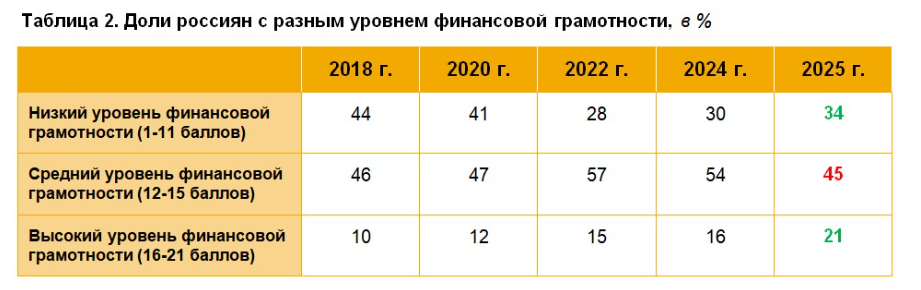 Таблица 2. Доли россиян с разным уровнем финансовой грамотности, в %
2018 г. 2020 г. 2022 г. 2024 г. 2025 г.
Низкий уровень финансовой
грамотности (1-11 баллов) 44 41 28 30 34
Средний уровень финансовой
грамотности (12-15 баллов) 46 47 57 54 45
Высокий уровень финансовой
грамотности (16-21 баллов) 10 12 15 16 21